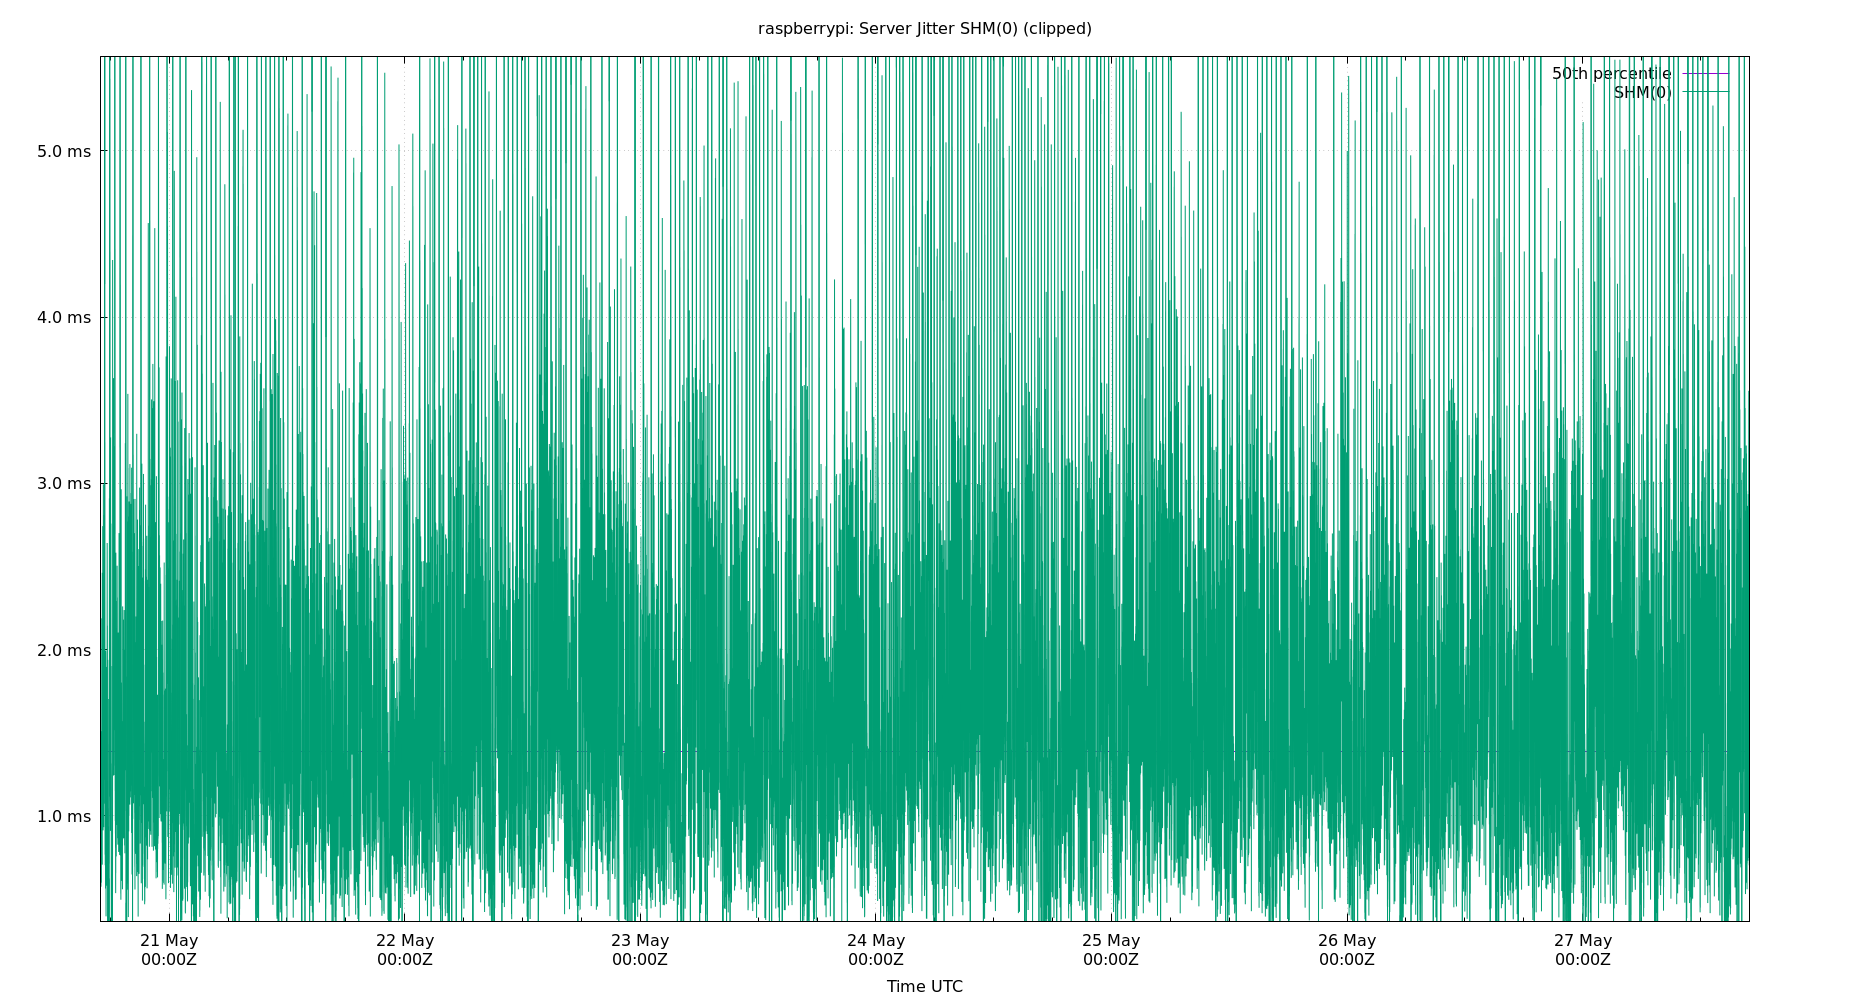 raspberrypi: Server Jitter SHM(0) (clipped)
50th percentile
SHM(0)
5.0 ms
4.0 ms
3.0 ms
2.0 ms
1.0 ms
21 May 22 May 23 May 24 May 25 May 26 May 27 May
00:00Z 00:00Z 00:00Z 00:00Z 00:00Z 00:00Z 00:00Z
Time UTC